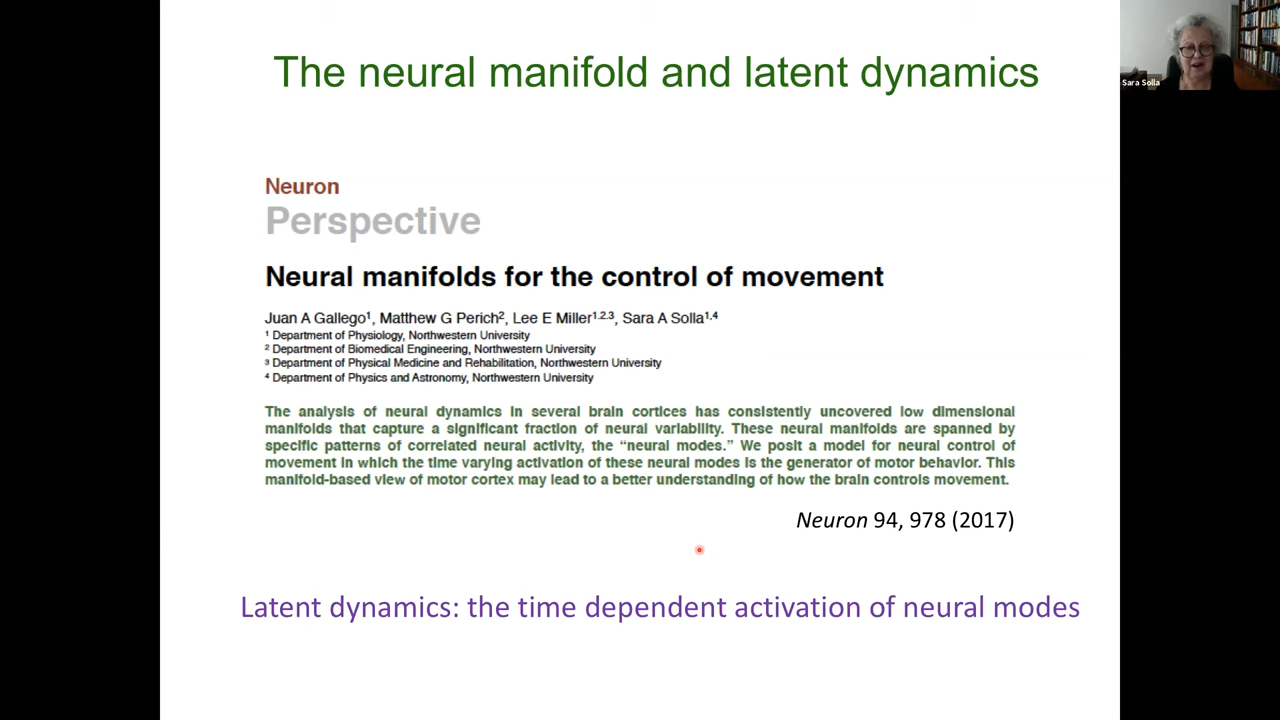 The neural manifold and latent dynamics
Sara Solla
Neuron
Perspective
Neural manifolds for the control of movement
Juan A Gallego¹, Matthew G Perich², Lee E Miller¹,²,³, Sara A Solla¹,⁴
¹ Department of Physiology, Northwestern University
² Department of Biomedical Engineering, Northwestern University
³ Department of Physical Medicine and Rehabilitation, Northwestern University
⁴ Department of Physics and Astronomy, Northwestern University
The analysis of neural dynamics in several brain cortices has consistently uncovered low dimensional
manifolds that capture a significant fraction of neural variability. These neural manifolds are spanned by
specific patterns of correlated neural activity, the “neural modes.” We posit a model for neural control of
movement in which the time varying activation of these neural modes is the generator of motor behavior. This
manifold-based view of motor cortex may lead to a better understanding of how the brain controls movement.
Neuron 94, 978 (2017)
Latent dynamics: the time dependent activation of neural modes